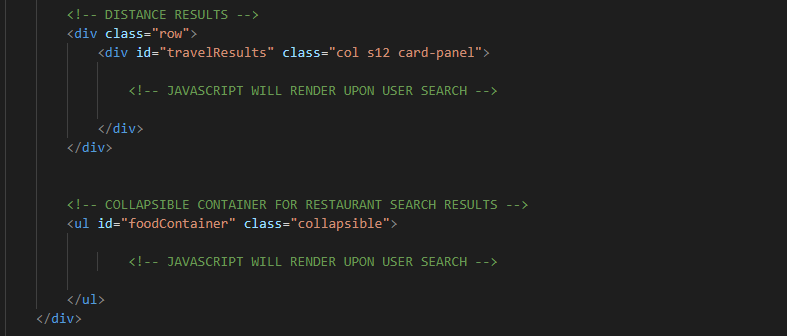 <!-- DISTANCE RESULTS -->
<div class="row">
<div id="travelResults" class="col s12 card-panel">
<!-- JAVASCRIPT WILL RENDER UPON USER SEARCH -->
</div>
</div>
<!-- COLLAPSIBLE CONTAINER FOR RESTAURANT SEARCH RESULTS -->
<ul id="foodContainer" class="collapsible">
<!-- JAVASCRIPT WILL RENDER UPON USER SEARCH -->
</ul>
</div>